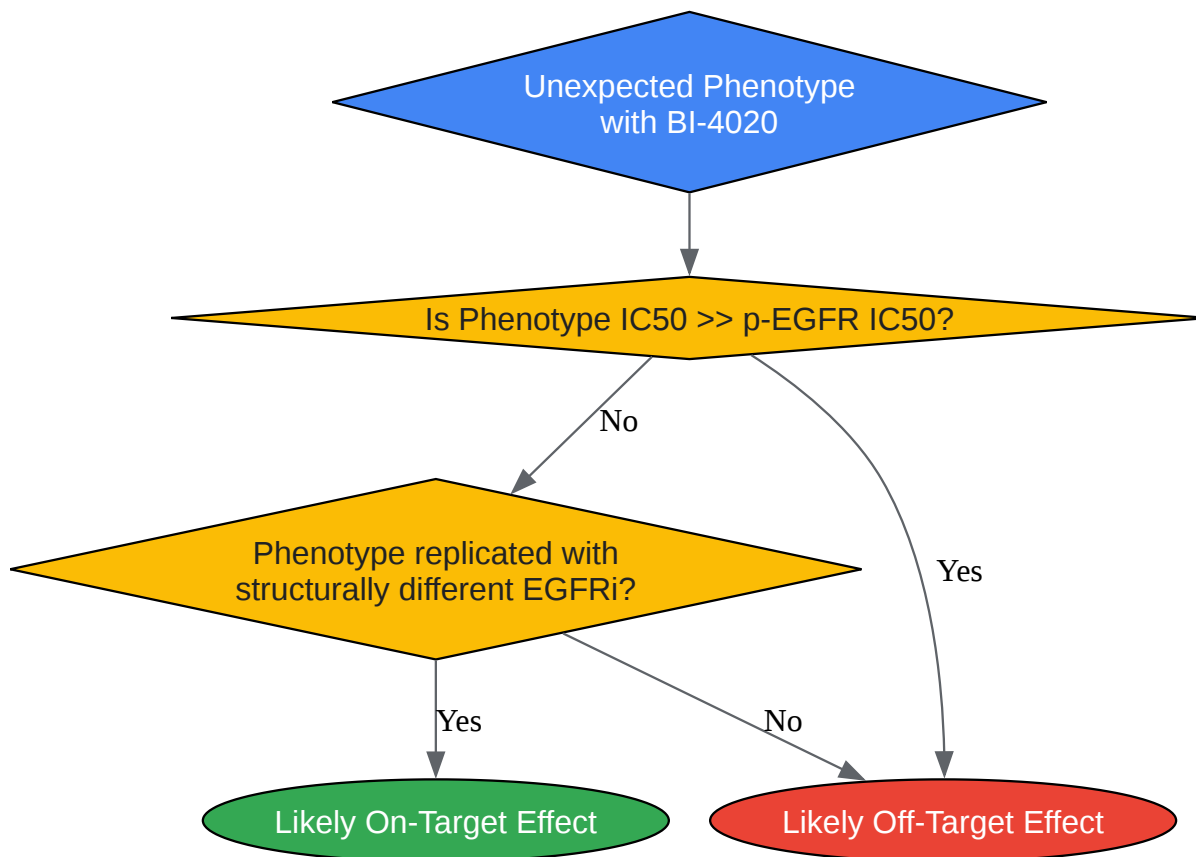 Unexpected Phenotype
with BI-4020
Is Phenotype IC50 >> p-EGFR IC50?
No
Phenotype replicated with
structurally different EGFRi?
Yes
Yes
No
Likely On-Target Effect
Likely Off-Target Effect